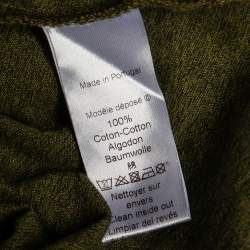 Made in Portugal
Modèle déposé ©
100%
Coton-Cotton
Algodon
Baumwolle
Nettoyer sur
envers
Clean inside out
Limpiar del revés